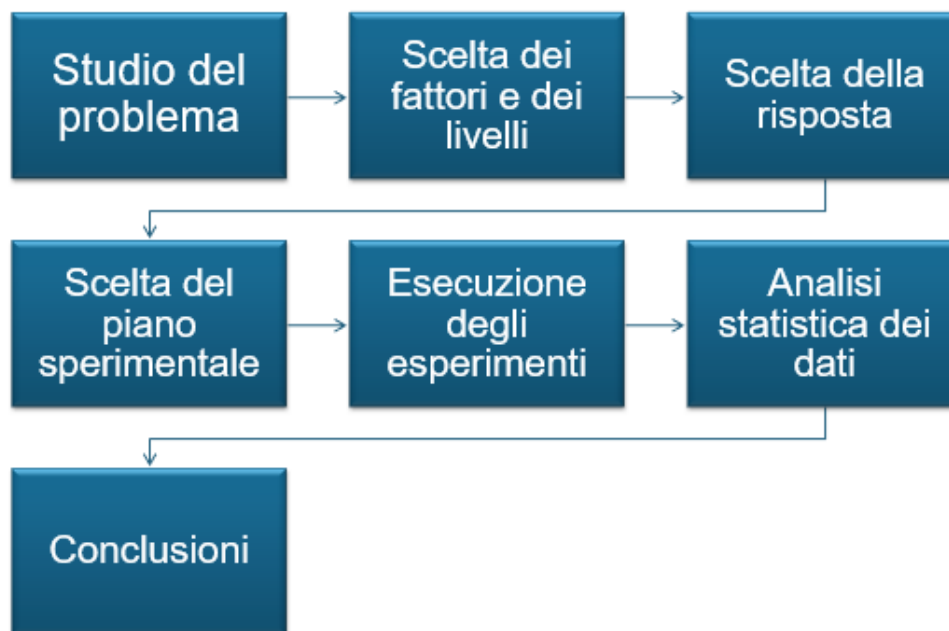 Studio del
problema
Scelta dei
fattori e dei
livelli
Scelta della
risposta
Scelta del
piano
sperimentale
Esecuzione
degli
esperimenti
Analisi
statistica dei
dati
Conclusioni